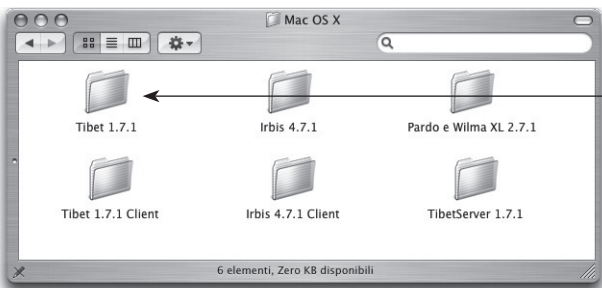 Mac OS X
Tibet 1.7.1
Irbis 4.7.1
Pardo e Wilma XL 2.7.1
Tibet 1.7.1 Client
Irbis 4.7.1 Client
TibetServer 1.7.1
6 elementi, Zero KB disponibili